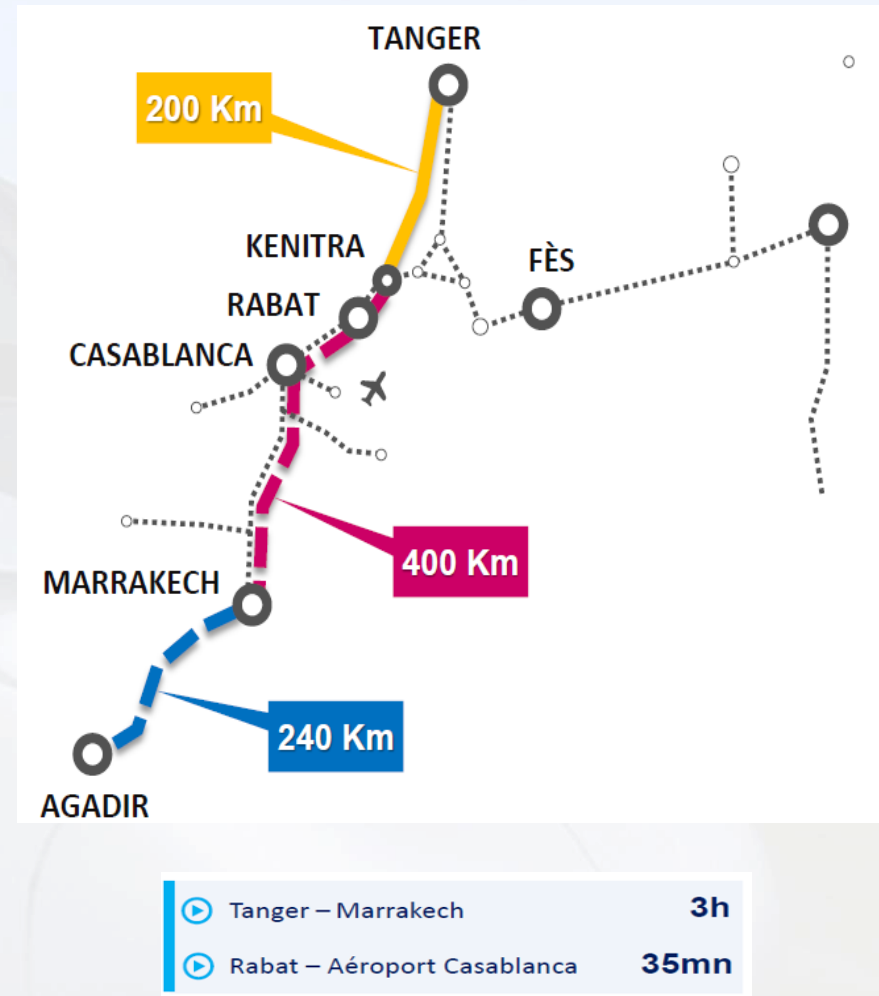 TANGER
200 Km
KENITRA
FÈS
RABAT
CASABLANCA
400 Km
MARRAKECH
240 Km
AGADIR
Tanger – Marrakech 3h
Rabat – Aéroport Casablanca 35mn